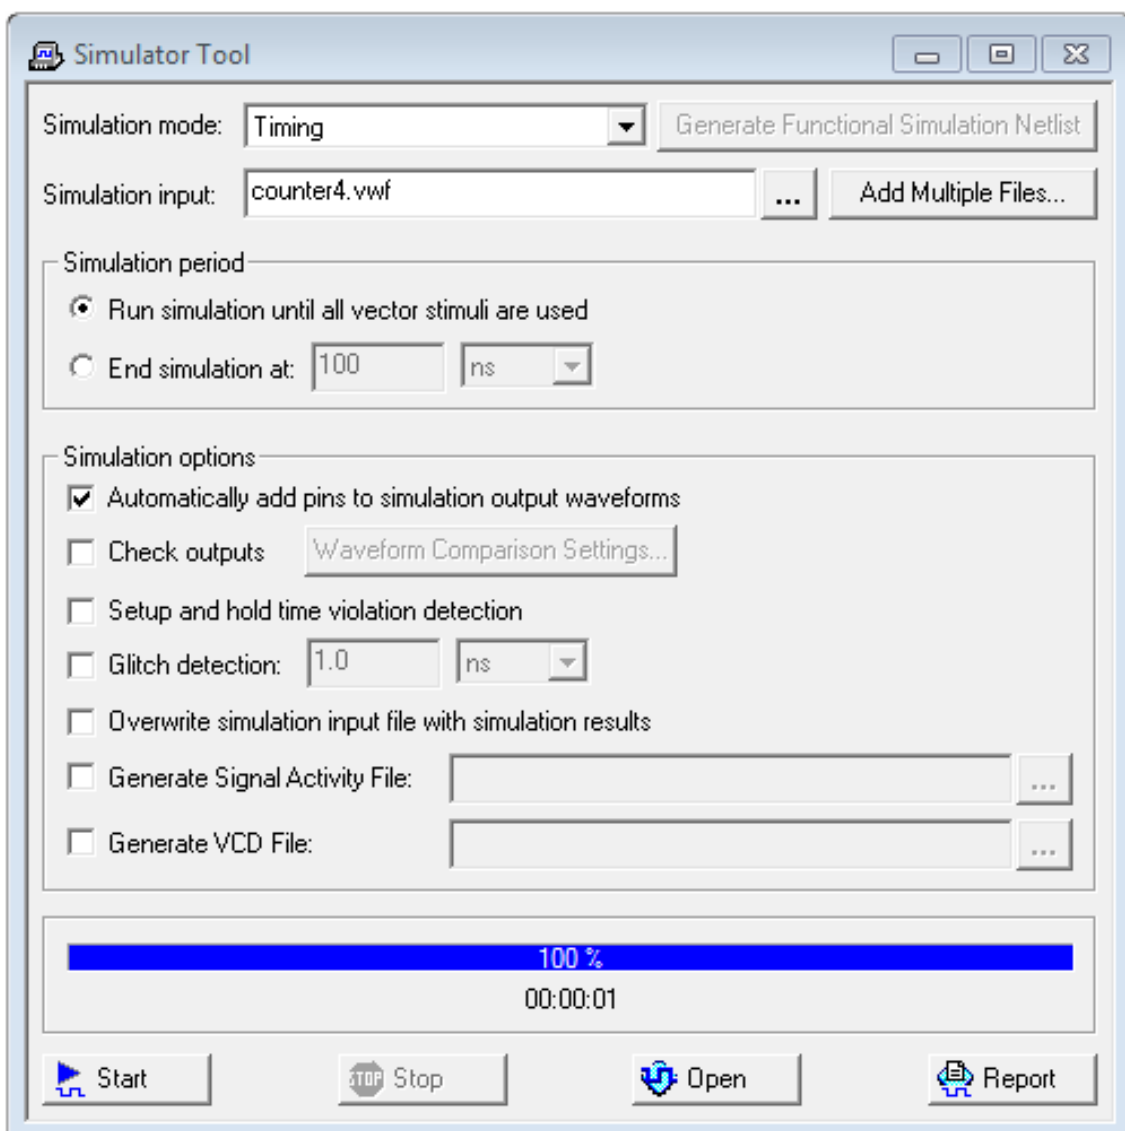 Simulator Tool
Simulation mode: Timing Generate Functional Simulation Netlist
Simulation input: counter4.vwf ... Add Multiple Files...
Simulation period
Run simulation until all vector stimuli are used
End simulation at: 100 ns
Simulation options
Automatically add pins to simulation output waveforms
Check outputs Waveform Comparison Settings...
Setup and hold time violation detection
Glitch detection: 1.0 ns
Overwrite simulation input file with simulation results
Generate Signal Activity File: ...
Generate VCD File: ...
100 %
00:00:01
Start STOP Stop Open Report